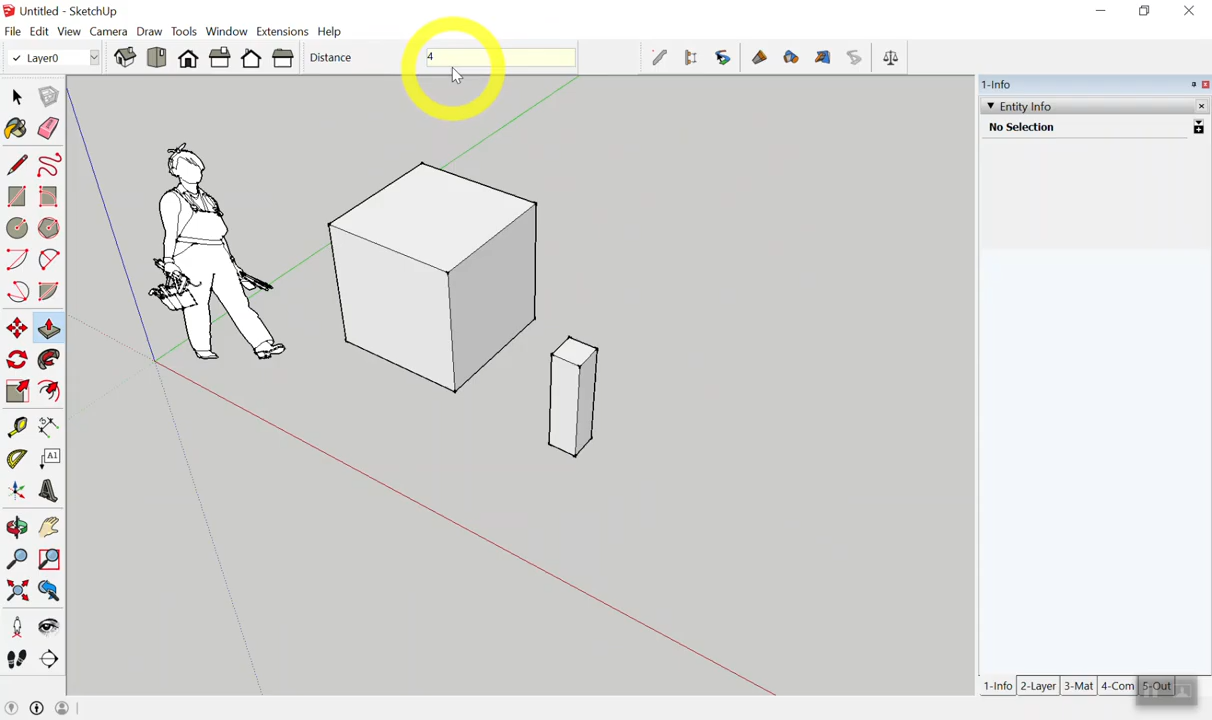 Untitled - SketchUp
File Edit View Camera Draw Tools Window Extensions Help
Layer0
Distance
4
1-Info
Entity Info
No Selection
A1
1-Info 2-Layer 3-Mat 4-Com 5-Out